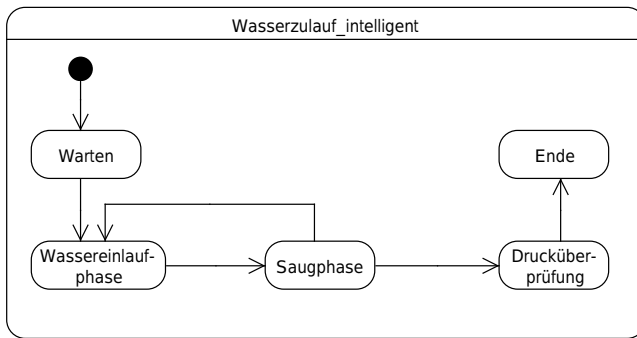 Wasserzulauf_intelligent
Warten
Ende
Wassereinlauf-
phase
Saugphase
Drucküber-
prüfung